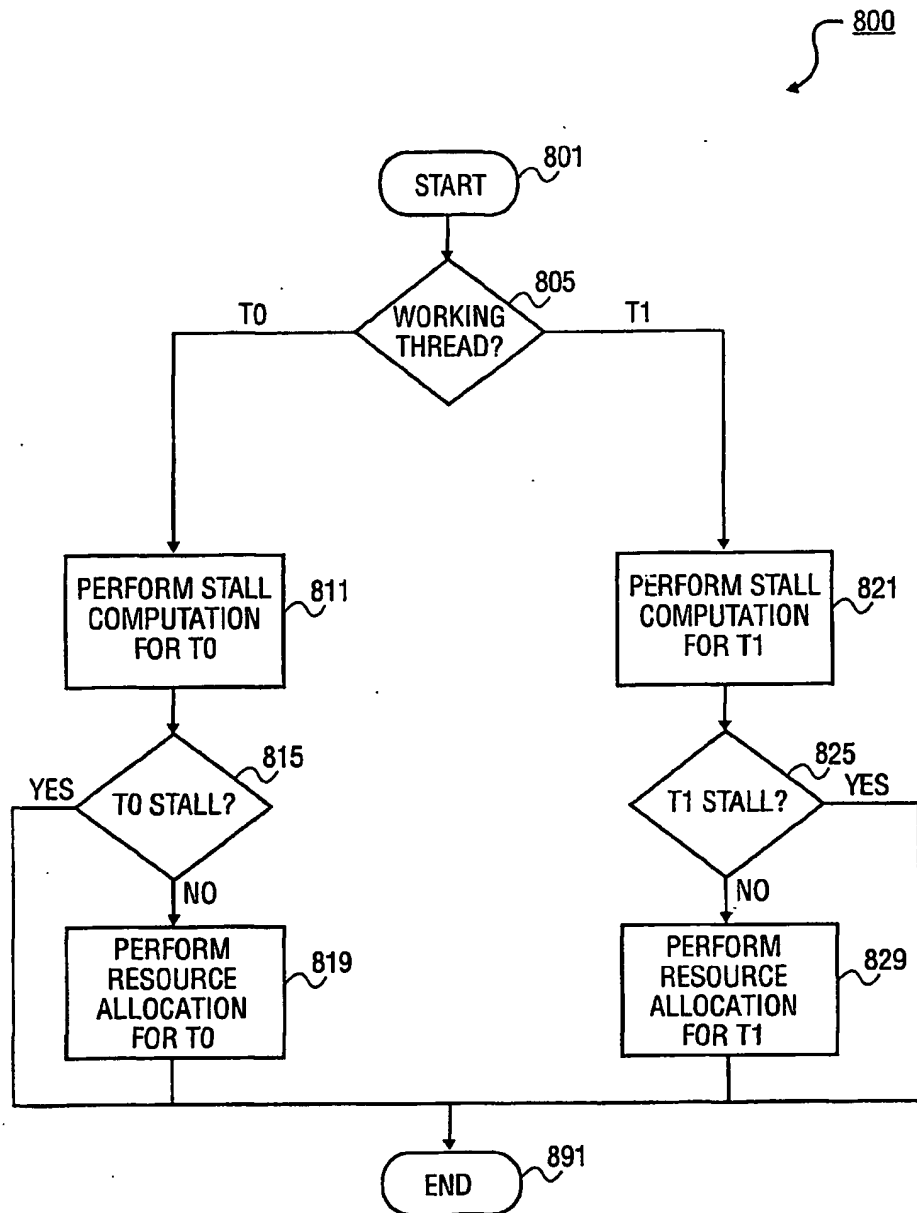 800
START
801
WORKING
THREAD?
805
T0
T1
PERFORM STALL
COMPUTATION
FOR T0
811
PERFORM STALL
COMPUTATION
FOR T1
821
T0 STALL?
815
YES
NO
T1 STALL?
825
YES
NO
PERFORM
RESOURCE
ALLOCATION
FOR T0
819
PERFORM
RESOURCE
ALLOCATION
FOR T1
829
END
891